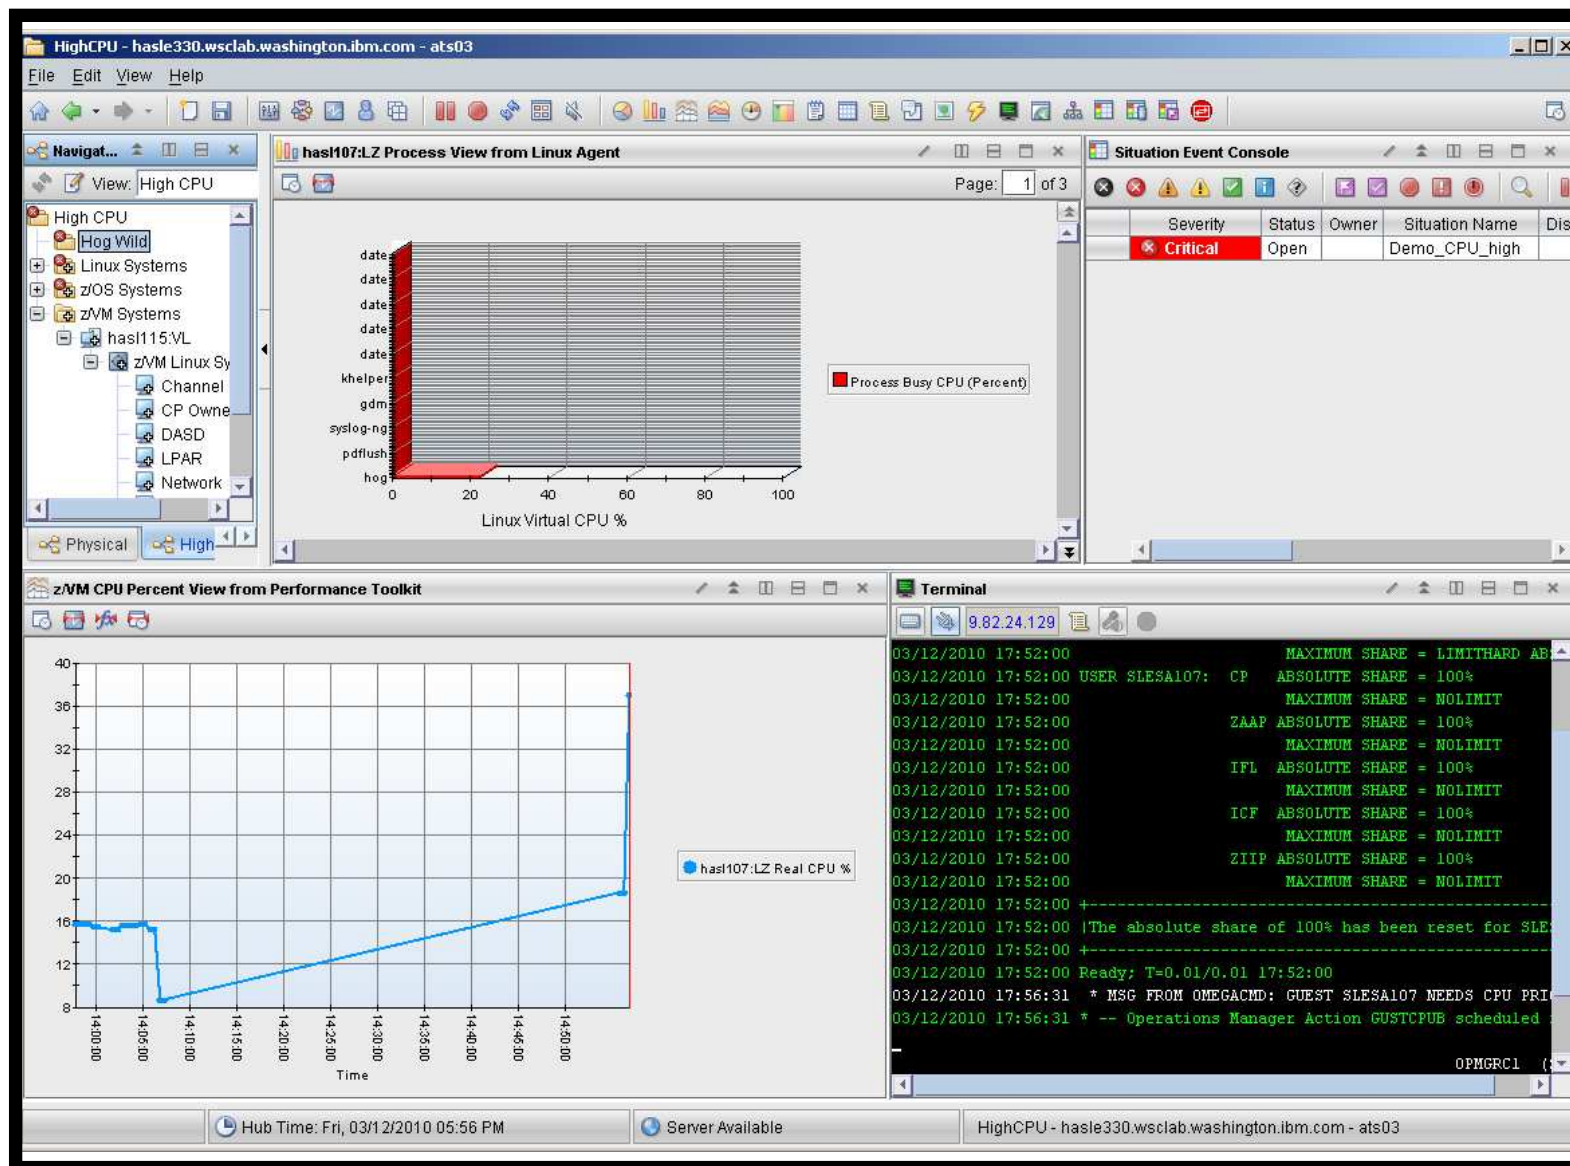 HighCPU - hasle330.wsclab.washington.ibm.com - ats03
File Edit View Help
Navigat...
View: High CPU
High CPU
Hog Wild
Linux Systems
z/OS Systems
z/VM Systems
hasl115:VL
z/VM Linux Sy
Channel
CP Owne
DASD
LPAR
Network
Physical
High
hasl107:LZ Process View from Linux Agent
Page: 1 of 3
date
date
date
date
date
khelper
gdm
syslog-ng
pdflush
hog
0 20 40 60 80 100
Linux Virtual CPU %
Process Busy CPU (Percent)
Situation Event Console
Severity Status Owner Situation Name Dis
Critical Open Demo_CPU_high
z/VM CPU Percent View from Performance Toolkit
40
36
32
28
24
20
16
12
8
14:00:00 14:05:00 14:10:00 14:15:00 14:20:00 14:25:00 14:30:00 14:35:00 14:40:00 14:45:00 14:50:00
Time
hasl107:LZ Real CPU %
Terminal
9.82.24.129
03/12/2010 17:52:00 MAXIMUM SHARE = LIMITHARD AB
03/12/2010 17:52:00 USER SLESA107: CP ABSOLUTE SHARE = 100%
03/12/2010 17:52:00 MAXIMUM SHARE = NOLIMIT
03/12/2010 17:52:00 ZAAP ABSOLUTE SHARE = 100%
03/12/2010 17:52:00 MAXIMUM SHARE = NOLIMIT
03/12/2010 17:52:00 IFL ABSOLUTE SHARE = 100%
03/12/2010 17:52:00 MAXIMUM SHARE = NOLIMIT
03/12/2010 17:52:00 ICF ABSOLUTE SHARE = 100%
03/12/2010 17:52:00 MAXIMUM SHARE = NOLIMIT
03/12/2010 17:52:00 ZIIP ABSOLUTE SHARE = 100%
03/12/2010 17:52:00 MAXIMUM SHARE = NOLIMIT
03/12/2010 17:52:00 +--------------------------------------------------
03/12/2010 17:52:00 |The absolute share of 100% has been reset for SLE
03/12/2010 17:52:00 +--------------------------------------------------
03/12/2010 17:52:00 Ready; T=0.01/0.01 17:52:00
03/12/2010 17:56:31 * MSG FROM OMEGACMD: GUEST SLESA107 NEEDS CPU PRI
03/12/2010 17:56:31 * -- Operations Manager Action GUSTCPUB scheduled
OPMGRC1
Hub Time: Fri, 03/12/2010 05:56 PM
Server Available
HighCPU - hasle330.wsclab.washington.ibm.com - ats03